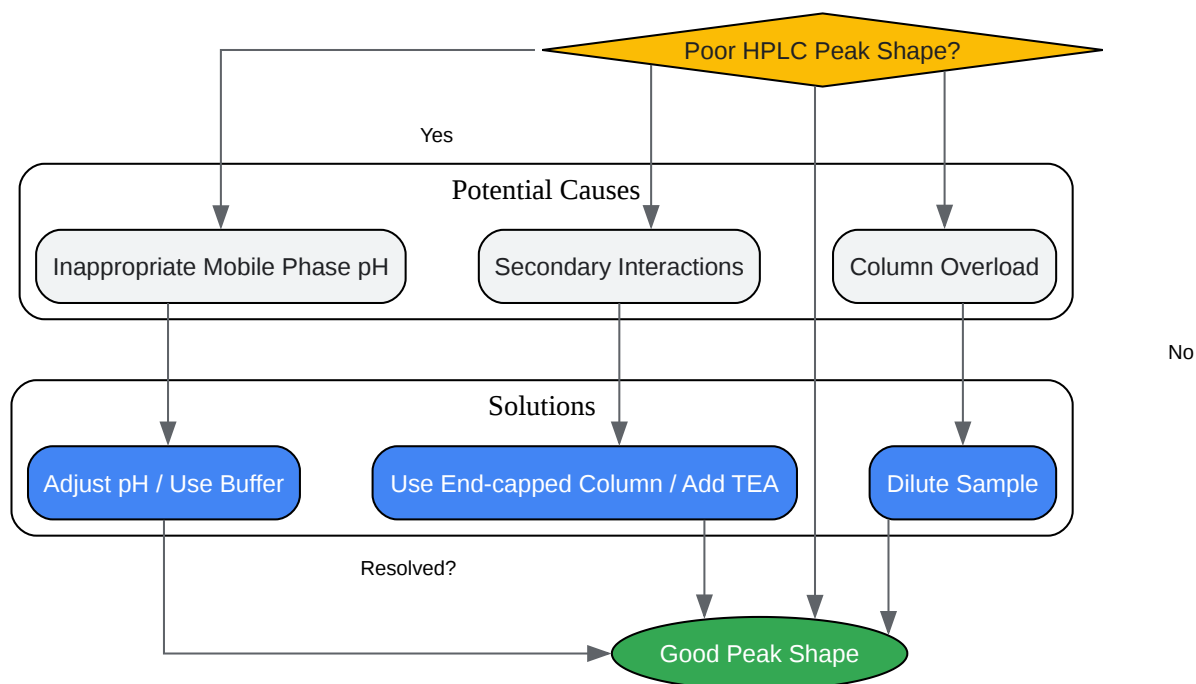 Poor HPLC Peak Shape?
Yes
Potential Causes
Inappropriate Mobile Phase pH
Secondary Interactions
Column Overload
No
Solutions
Adjust pH / Use Buffer
Use End-capped Column / Add TEA
Dilute Sample
Resolved?
Good Peak Shape